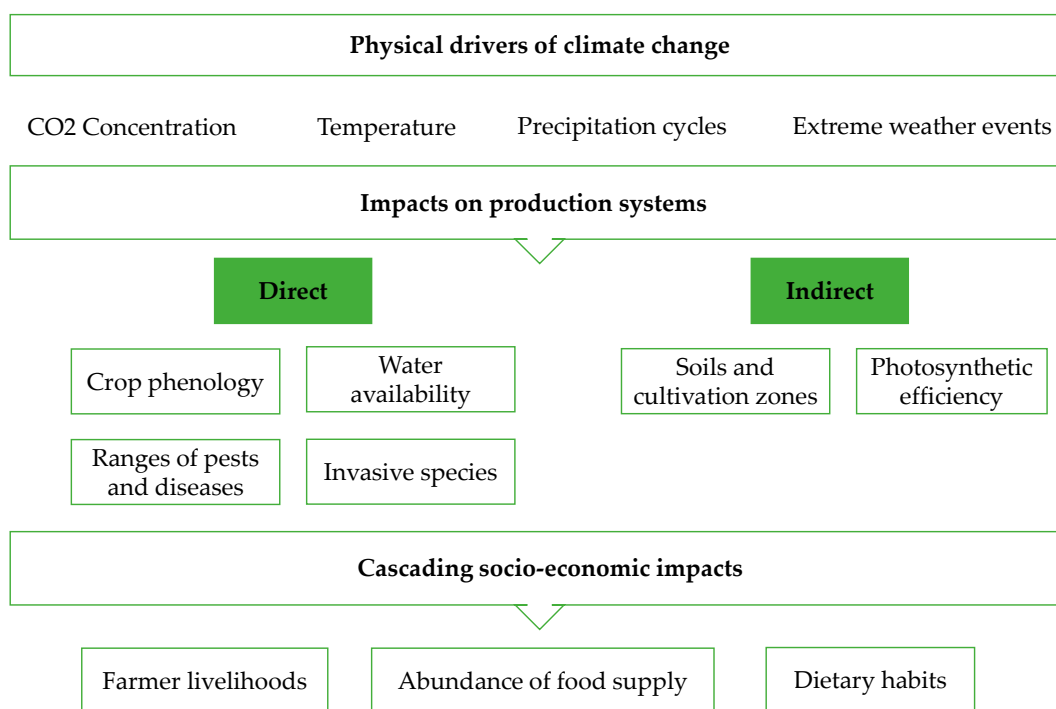 Physical drivers of climate change
CO2 Concentration
Temperature
Precipitation cycles
Extreme weather events
Impacts on production systems
Direct
Indirect
Crop phenology
Water
availability
Soils and
cultivation zones
Photosynthetic
efficiency
Ranges of pests
and diseases
Invasive species
Cascading socio-economic impacts
Farmer livelihoods
Abundance of food supply
Dietary habits